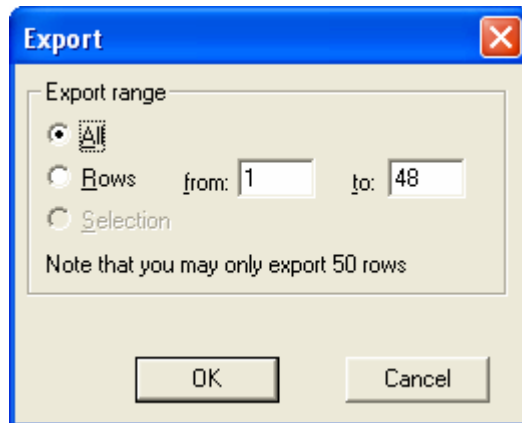 Export
Export range
All
Rows from: 1 to: 48
Selection
Note that you may only export 50 rows
OK Cancel